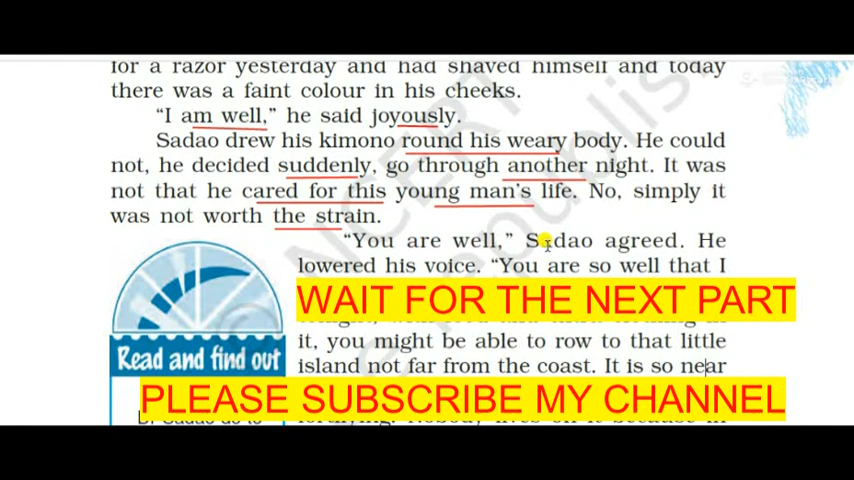 for a razor yesterday and had shaved himself and today
there was a faint colour in his cheeks.
"I am well," he said joyously.
Sadao drew his kimono round his weary body. He could
not, he decided suddenly, go through another night. It was
not that he cared for this young man's life. No, simply it
was not worth the strain.
"You are well," Sadao agreed. He
lowered his voice. "You are so well that I
WAIT FOR THE NEXT PART
it, you might be able to row to that little
Read and find out
island not far from the coast. It is so near
PLEASE SUBSCRIBE MY CHANNEL